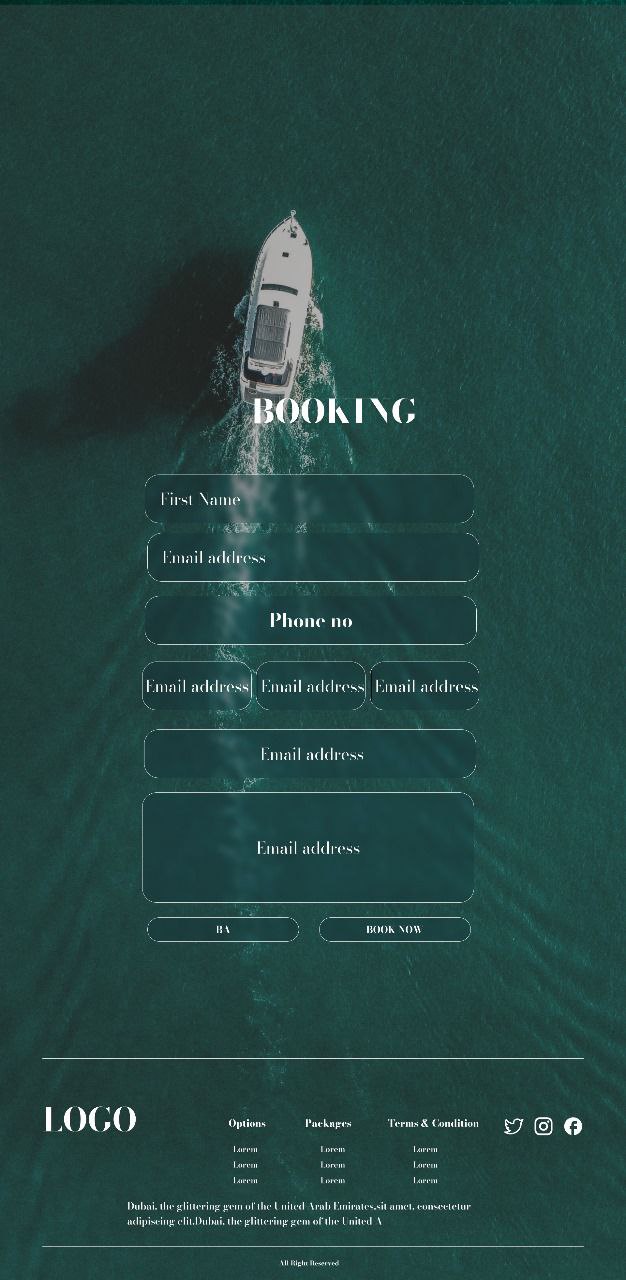 BOOKING
First Name
Email address
Phone no
Email address Email address Email address
Email address
Email address
BA BOOK NOW
LOGO
Options Packages Terms & Condition
Lorem Lorem Lorem
Lorem Lorem Lorem
Lorem Lorem Lorem
Dubai, the glittering gem of the United Arab Emirates.sit amet, consectetur
adipiscing elit.Dubai, the glittering gem of the United A
All Right Reserved